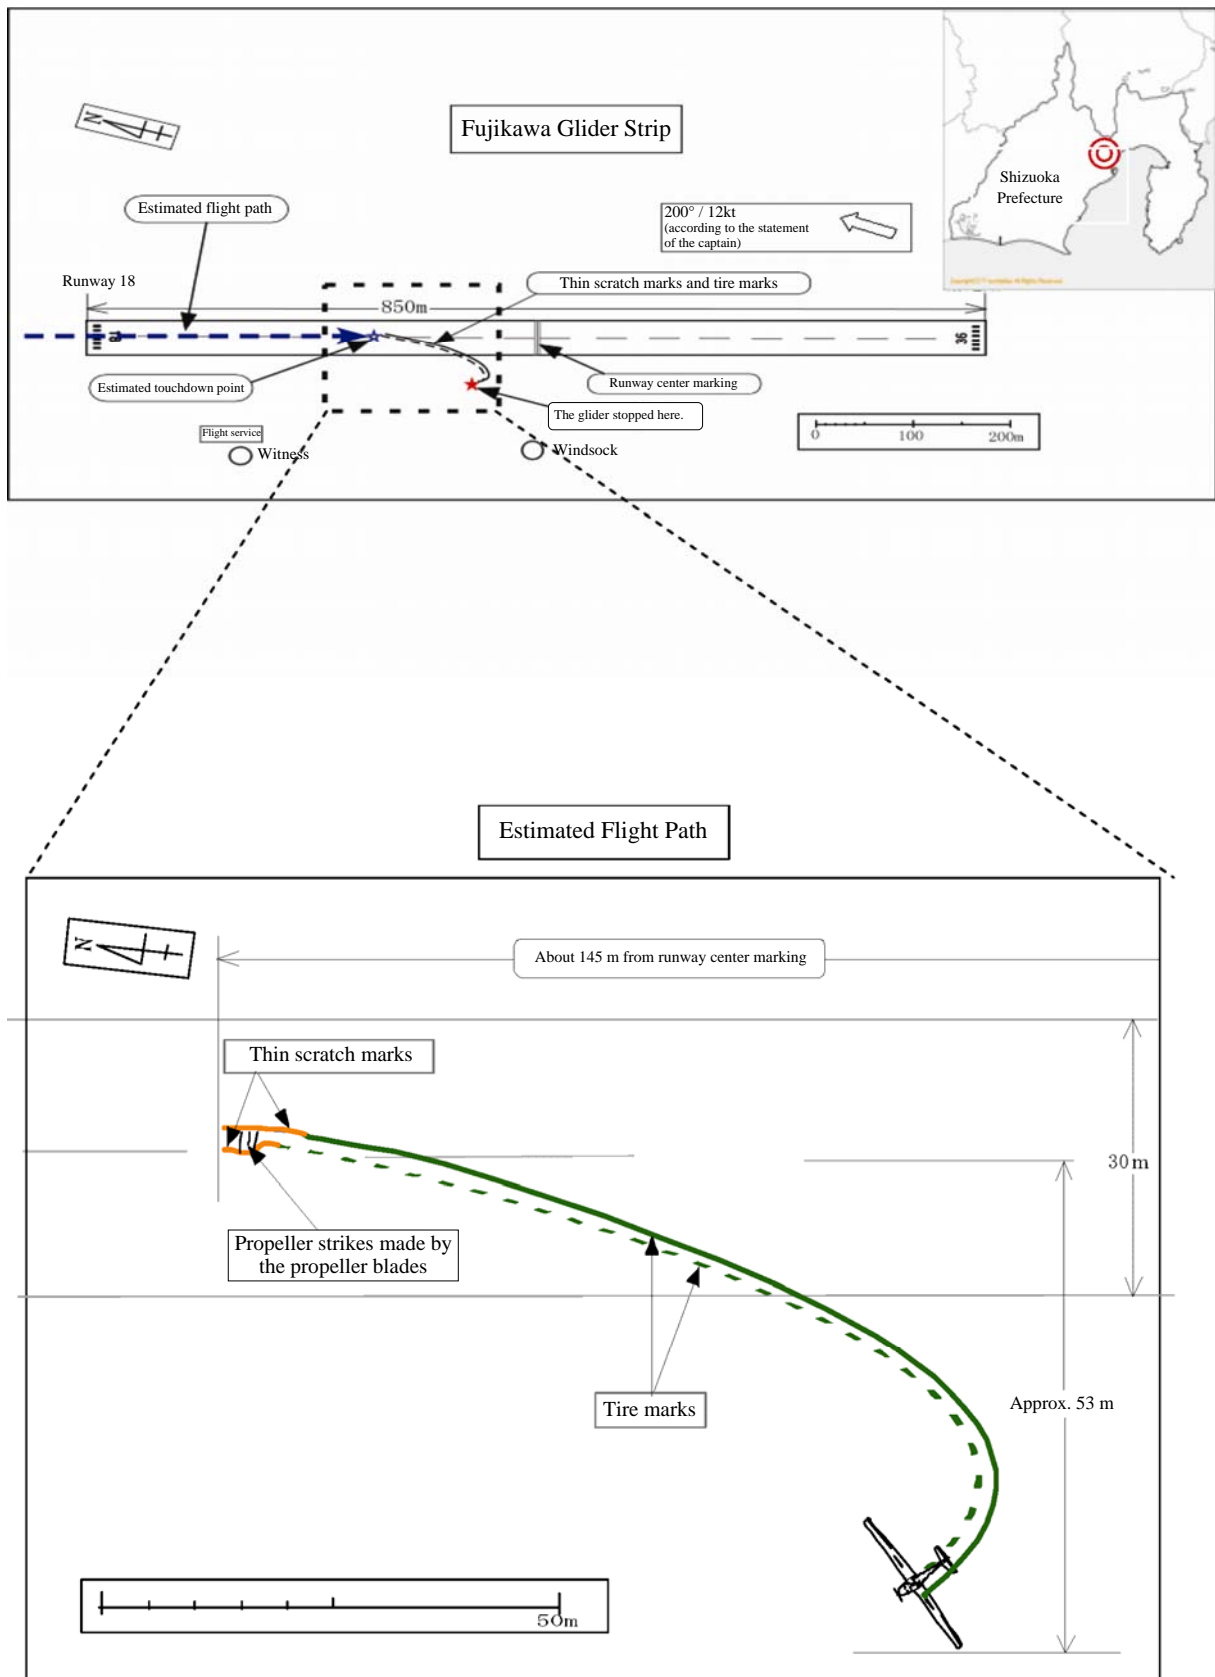 N
Fujikawa Glider Strip
Shizuoka
Prefecture
Estimated flight path
200° / 12kt
(according to the statement
of the captain)
Runway 18
Thin scratch marks and tire marks
850m
18
36
Estimated touchdown point
Runway center marking
The glider stopped here.
Flight service
Witness
Windsock
0 100 200m
Estimated Flight Path
N
About 145 m from runway center marking
Thin scratch marks
30m
Propeller strikes made by
the propeller blades
Approx. 53 m
Tire marks
50m